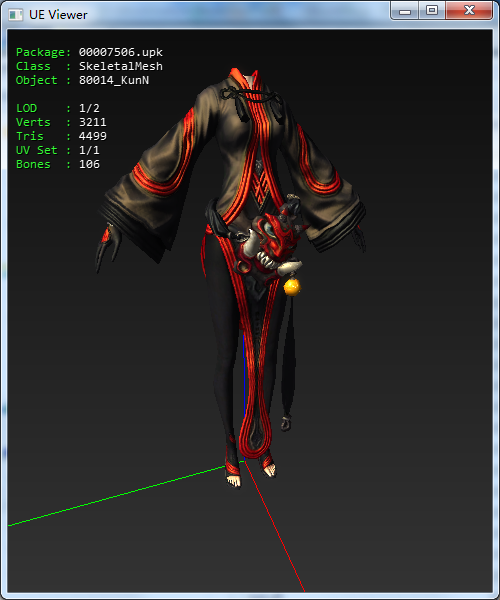 UE Viewer
Package: 00007506.upk
Class  : SkeletalMesh
Object : 80014_KunN
LOD    : 1/2
Verts  : 3211
Tris   : 4499
UV Set : 1/1
Bones  : 106